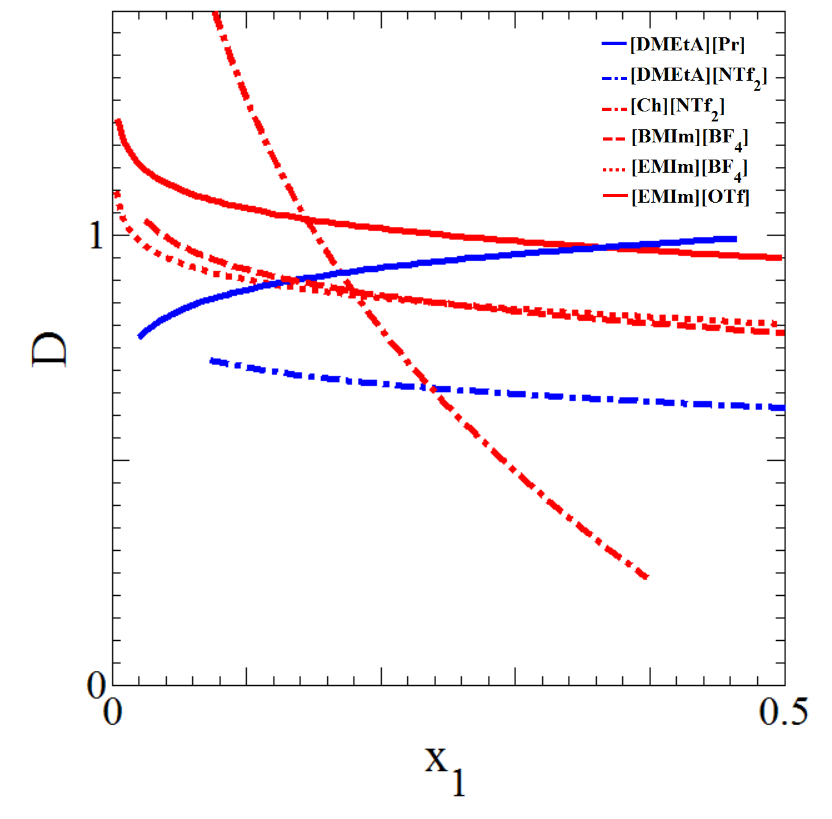 [DMEtA][Pr]
[DMEtA][NTf2]
[Ch][NTf2]
[BMIm][BF4]
[EMIm][BF4]
[EMIm][OTf]
1
D
0
0
0.5
x1